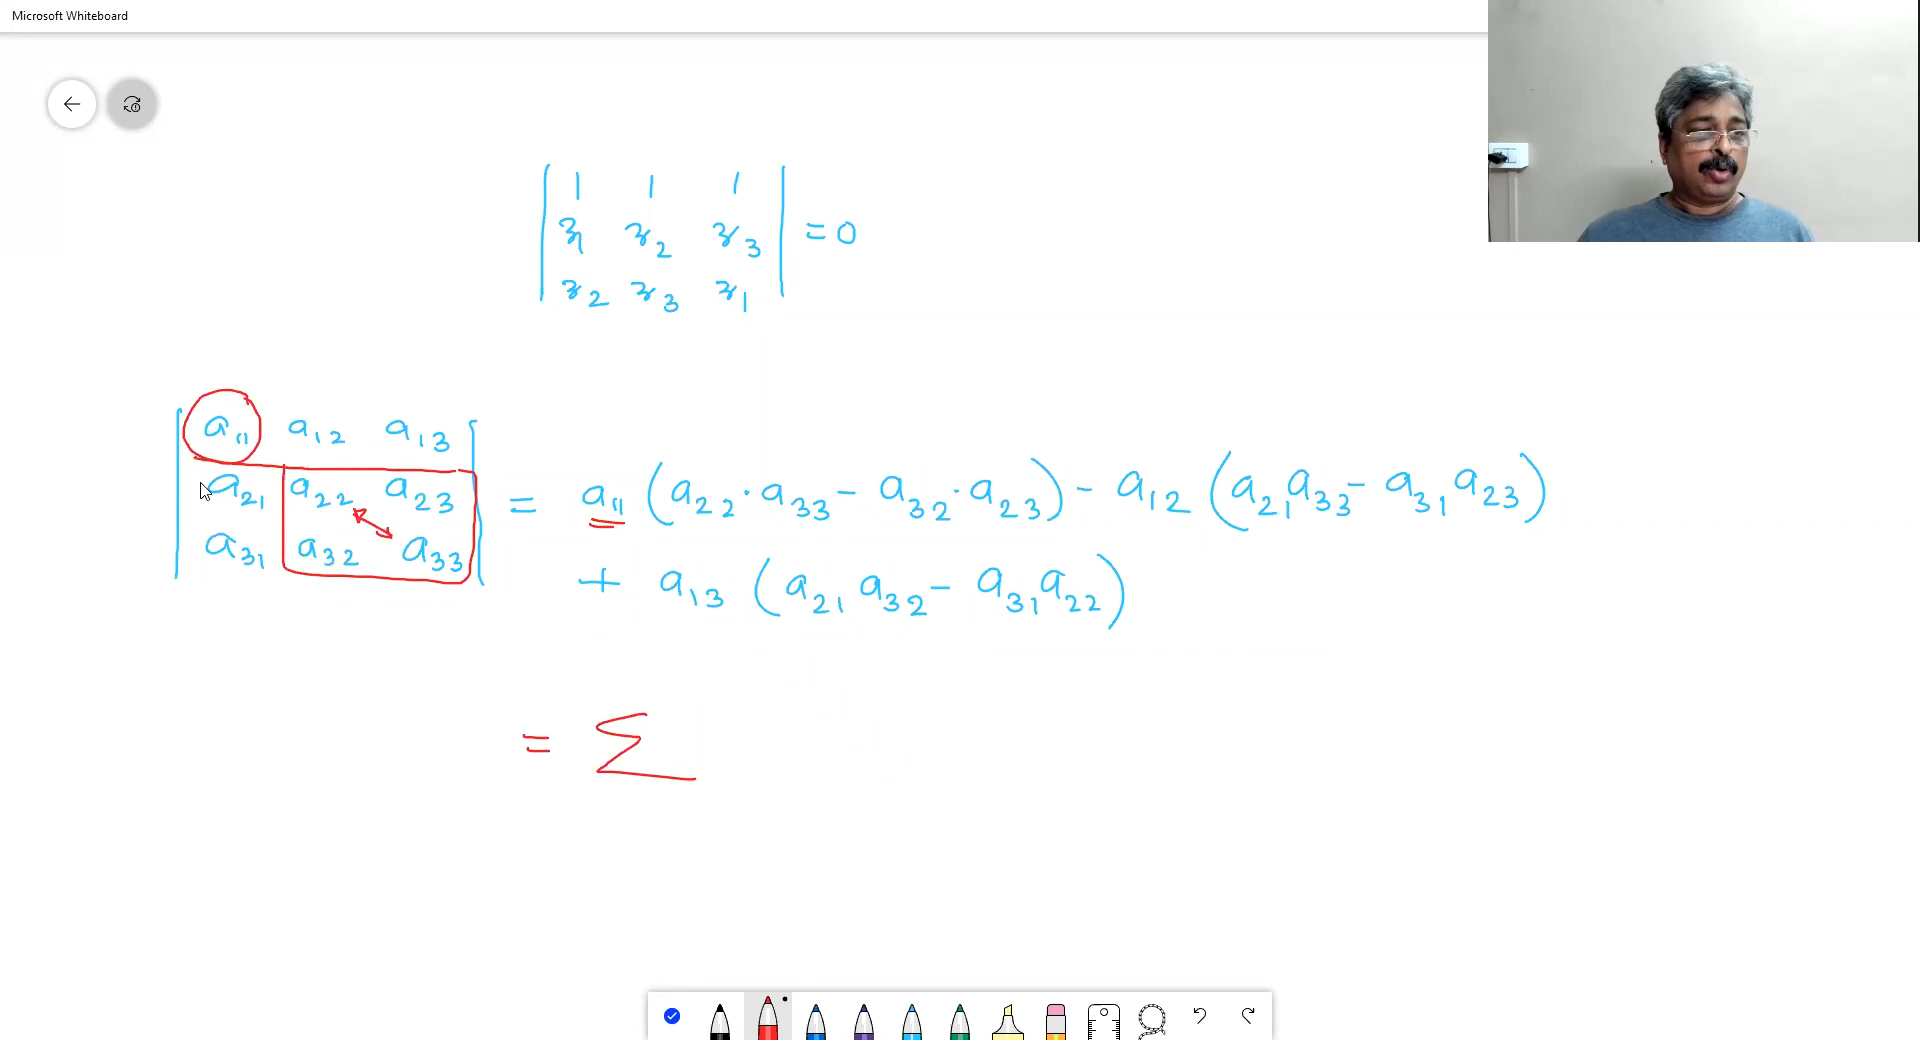 Microsoft Whiteboard
| 1 1 1 |
| z1 z2 z3 | = 0
| z2 z3 z1 |
| a11 a12 a13 |
| a21 a22 a23 | = a11 (a22 · a33 − a32 · a23) − a12 (a21 a33 − a31 a23)
| a31 a32 a33 |
+ a13 (a21 a32 − a31 a22)
= Σ